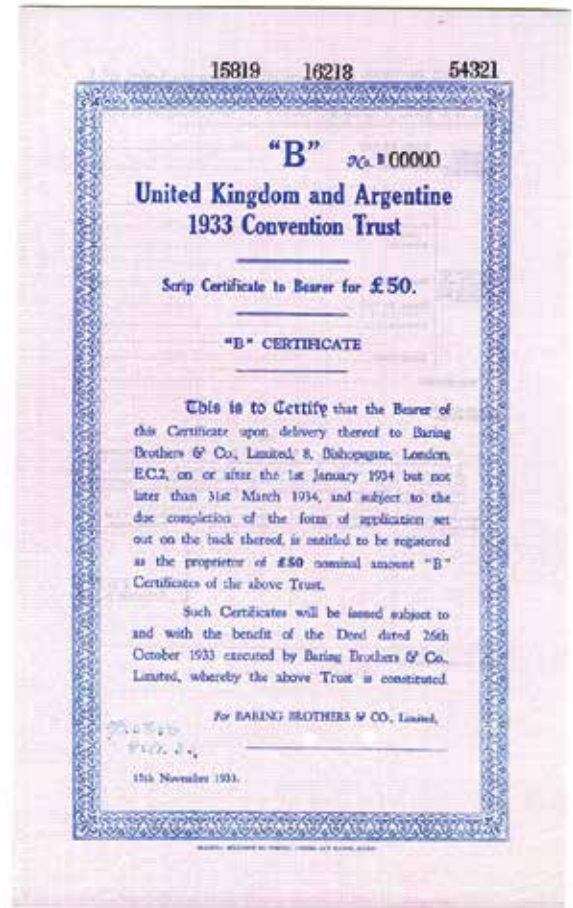 15819 16218 54321
"B" No. B 00000
United Kingdom and Argentine
1933 Convention Trust
Scrip Certificate to Bearer for £50.
"B" CERTIFICATE
This is to Certify that the Bearer of
this Certificate upon delivery thereof to Baring
Brothers & Co., Limited, 8, Bishopsgate, London,
E.C.2, on or after the 1st January 1934 but not
later than 31st March 1934, and subject to the
due completion of the form of application set
out on the back thereof, is entitled to be registered
as the proprietor of £50 nominal amount "B"
Certificates of the above Trust.
Such Certificates will be issued subject to
and with the benefit of the Deed dated 26th
October 1933 executed by Baring Brothers & Co.,
Limited, whereby the above Trust is constituted
For BARING BROTHERS & CO., Limited,
15th November 1933.